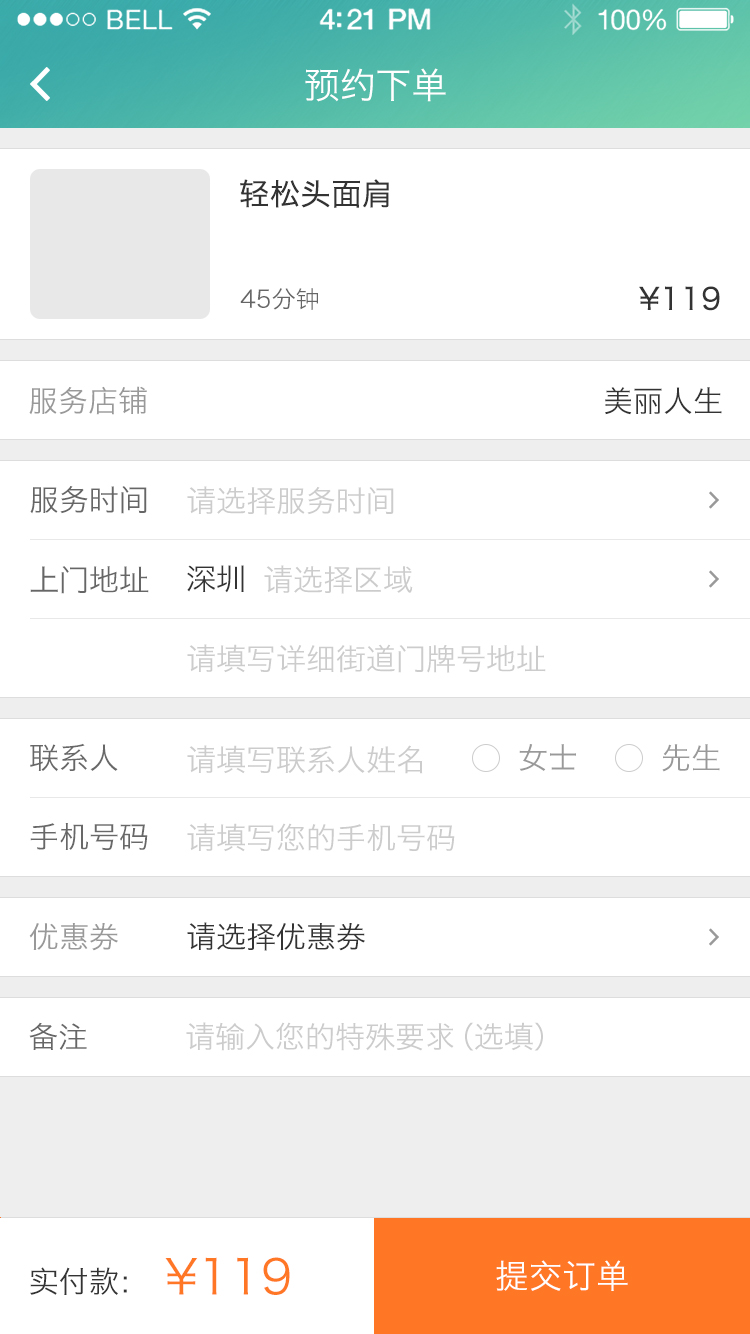 BELL 4:21 PM 100%
预约下单
轻松头面肩
45分钟 ¥119
服务店铺 美丽人生
服务时间 请选择服务时间
上门地址 深圳 请选择区域
请填写详细街道门牌号地址
联系人 请填写联系人姓名 女士 先生
手机号码 请填写您的手机号码
优惠券 请选择优惠券
备注 请输入您的特殊要求 (选填)
实付款: ¥119 提交订单